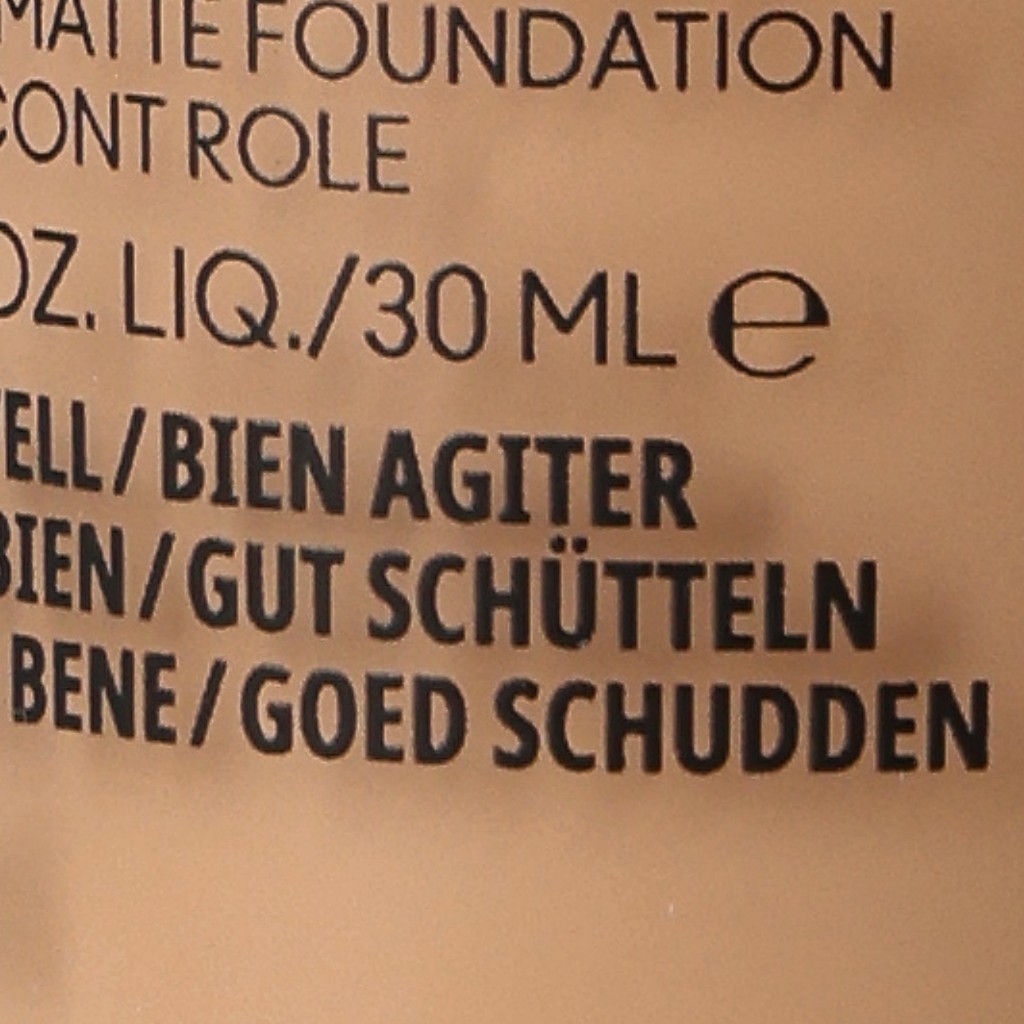 MATTE FOUNDATION
CONT ROLE
OZ. LIQ./30 ML e
ELL/BIEN AGITER
BIEN/GUT SCHÜTTELN
BENE/GOED SCHUDDEN